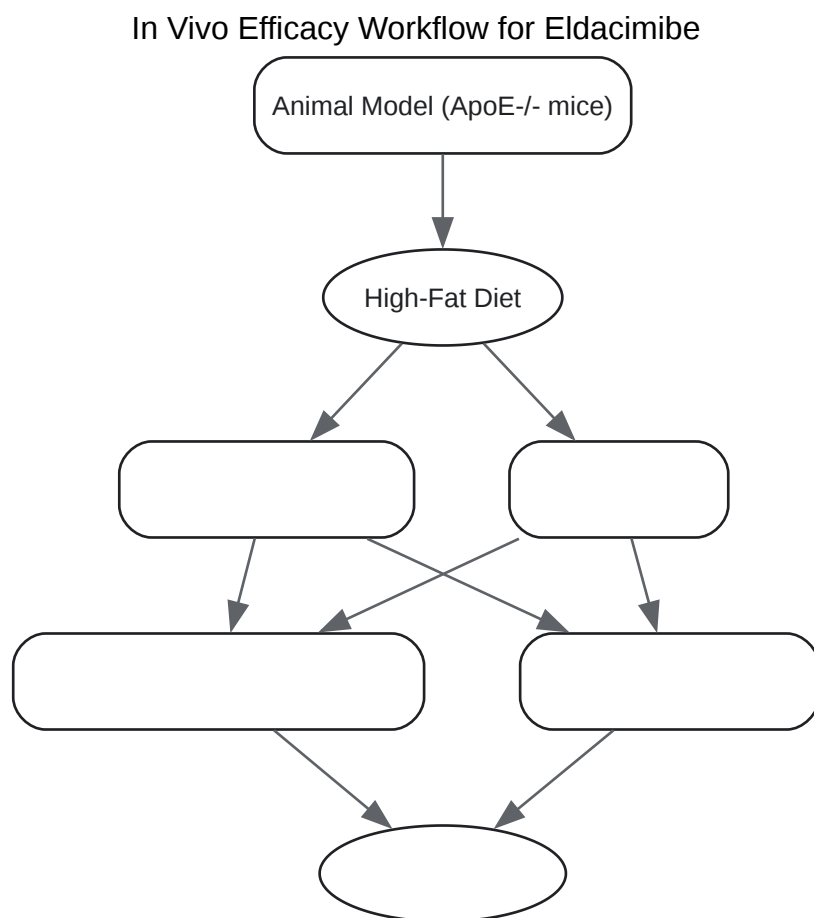 In Vivo Efficacy Workflow for Eldacimibe
Animal Model (ApoE-/- mice)
High-Fat Diet